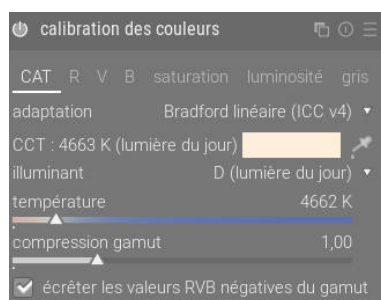 calibration des couleurs
CAT R V B saturation luminosité gris
adaptation Bradford linéaire (ICC v4)
CCT : 4663 K (lumière du jour)
illuminant D (lumière du jour)
température 4662 K
compression gamut 1,00
écrêter les valeurs RVB négatives du gamut